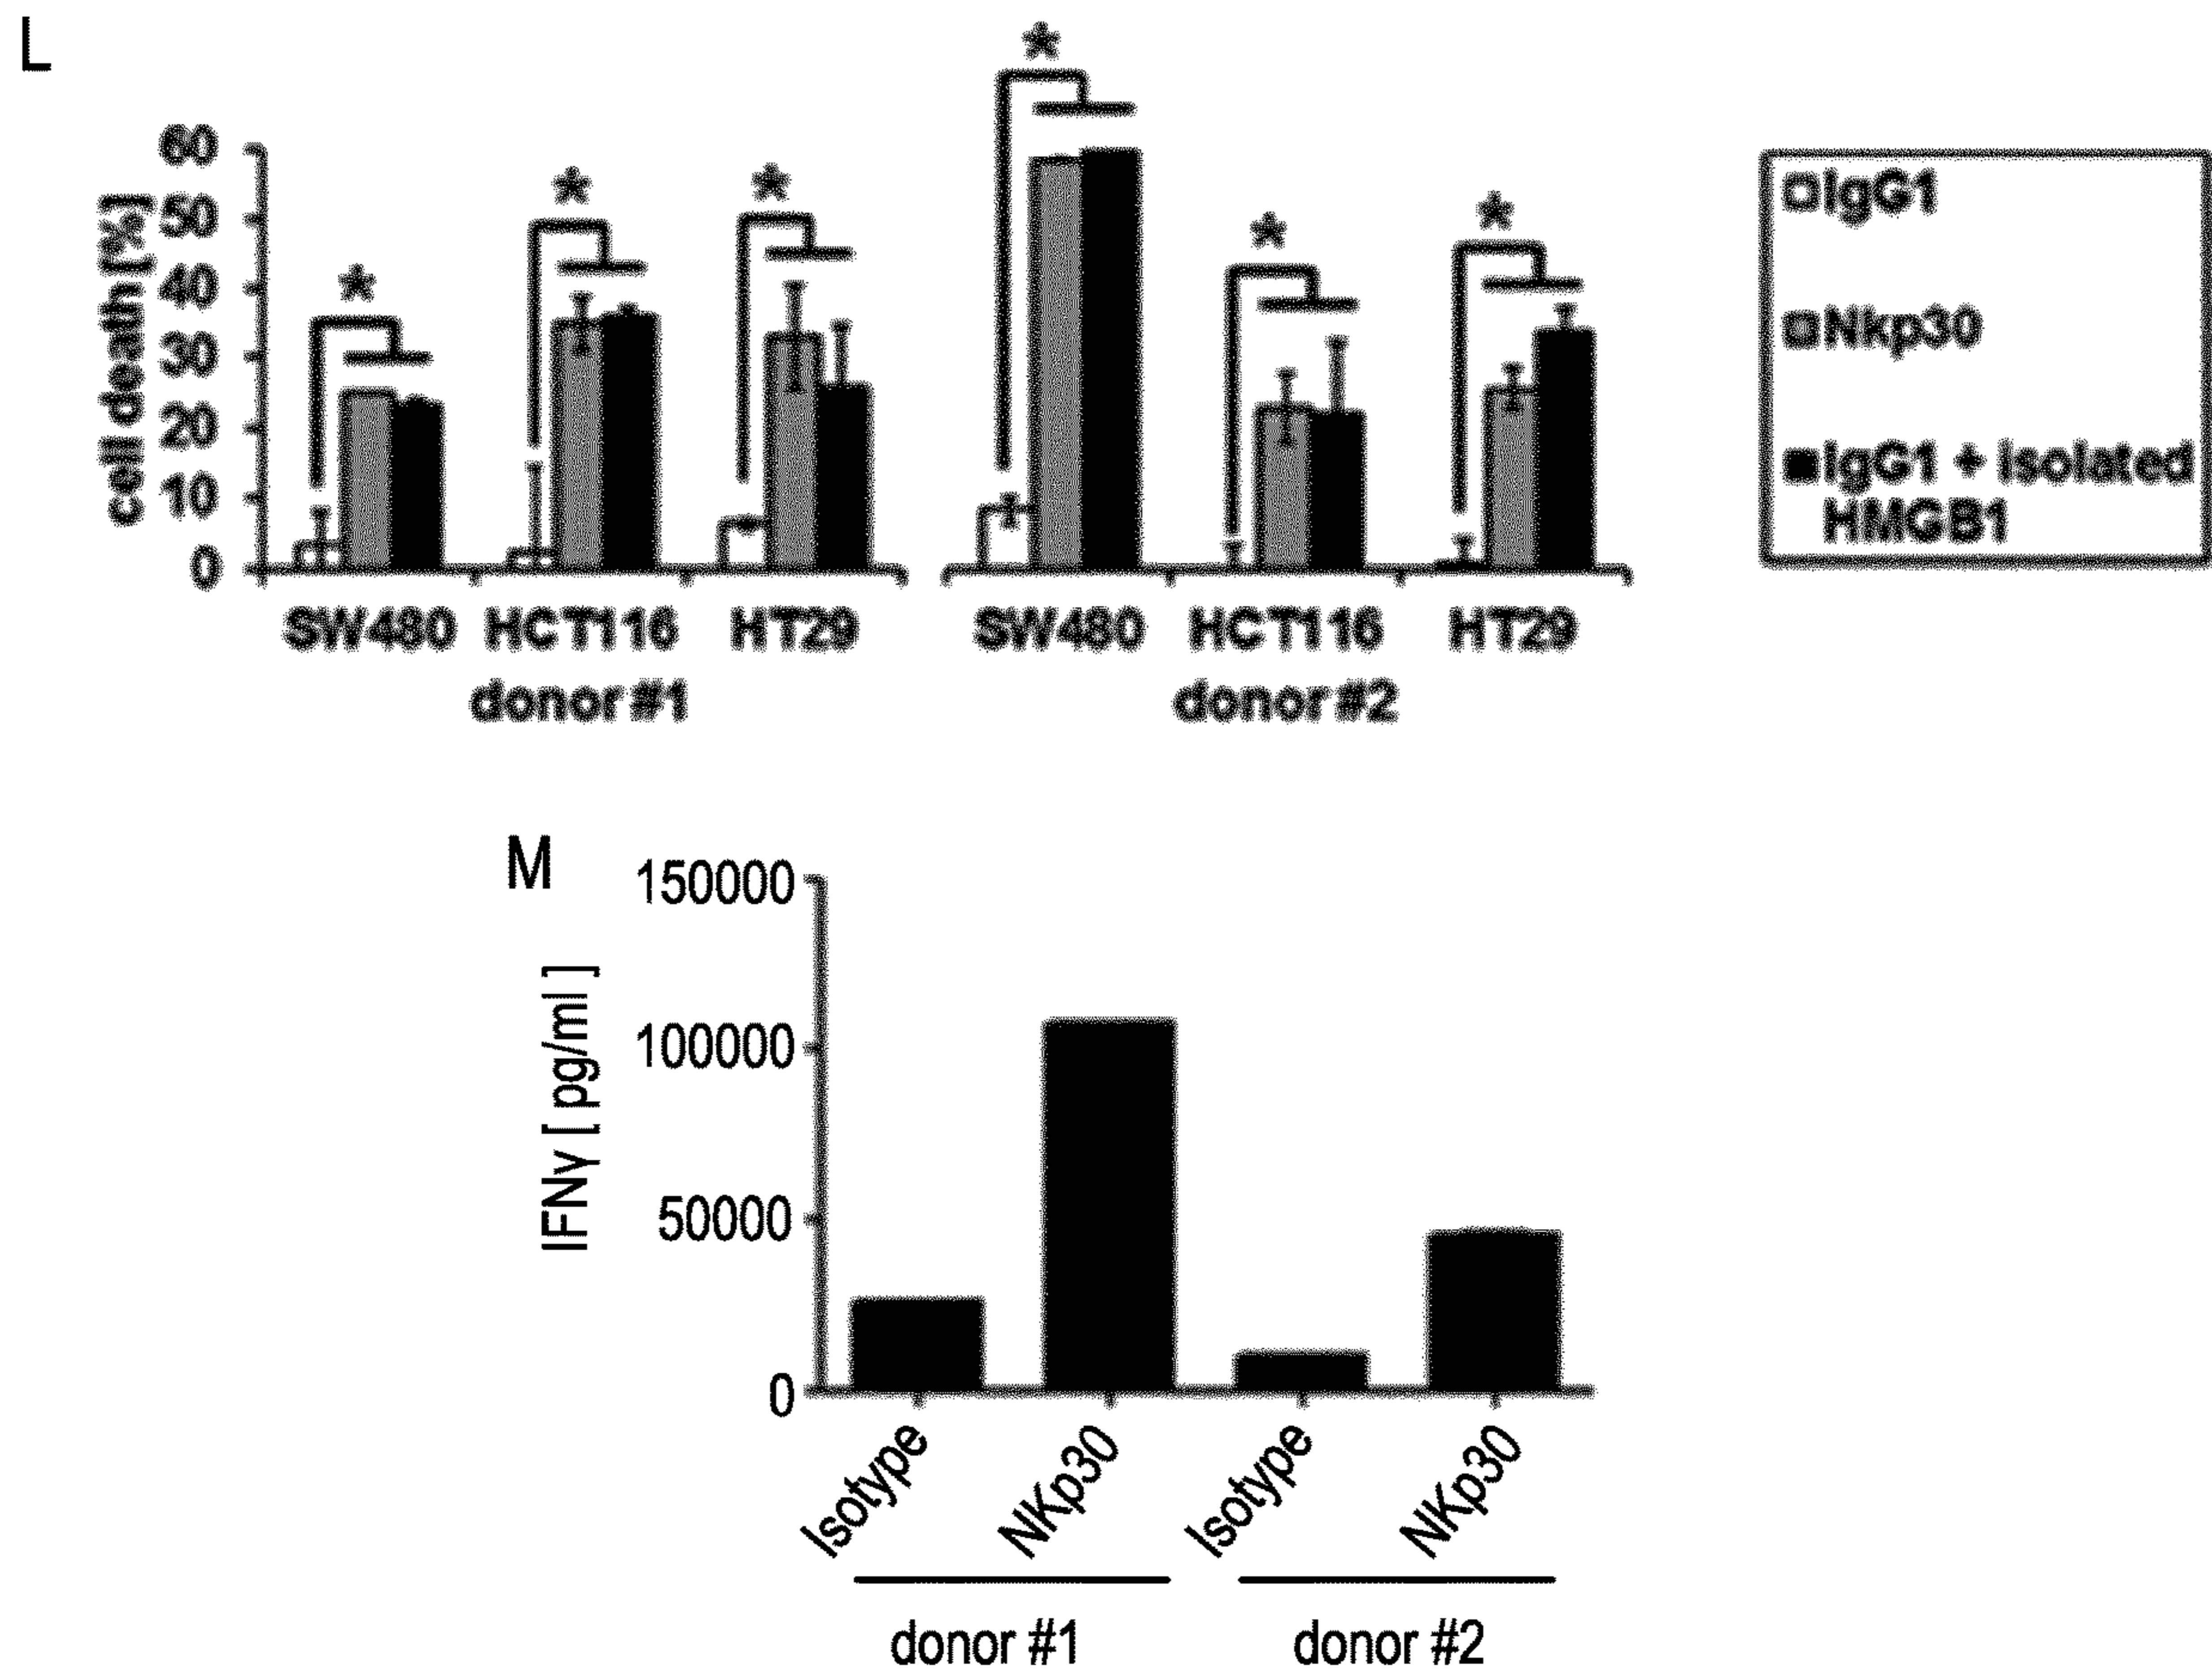 L
*
*
*
*
*
*
60
50
40
30
20
10
0
cell death [%]
SW480 HCT116 HT29
donor #1
SW480 HCT116 HT29
donor #2
IgG1
Nkp30
IgG1 + isolated
HMGB1
M
150000
100000
50000
0
IFNγ [ pg/ml ]
Isotype
NKp30
Isotype
NKp30
donor #1
donor #2